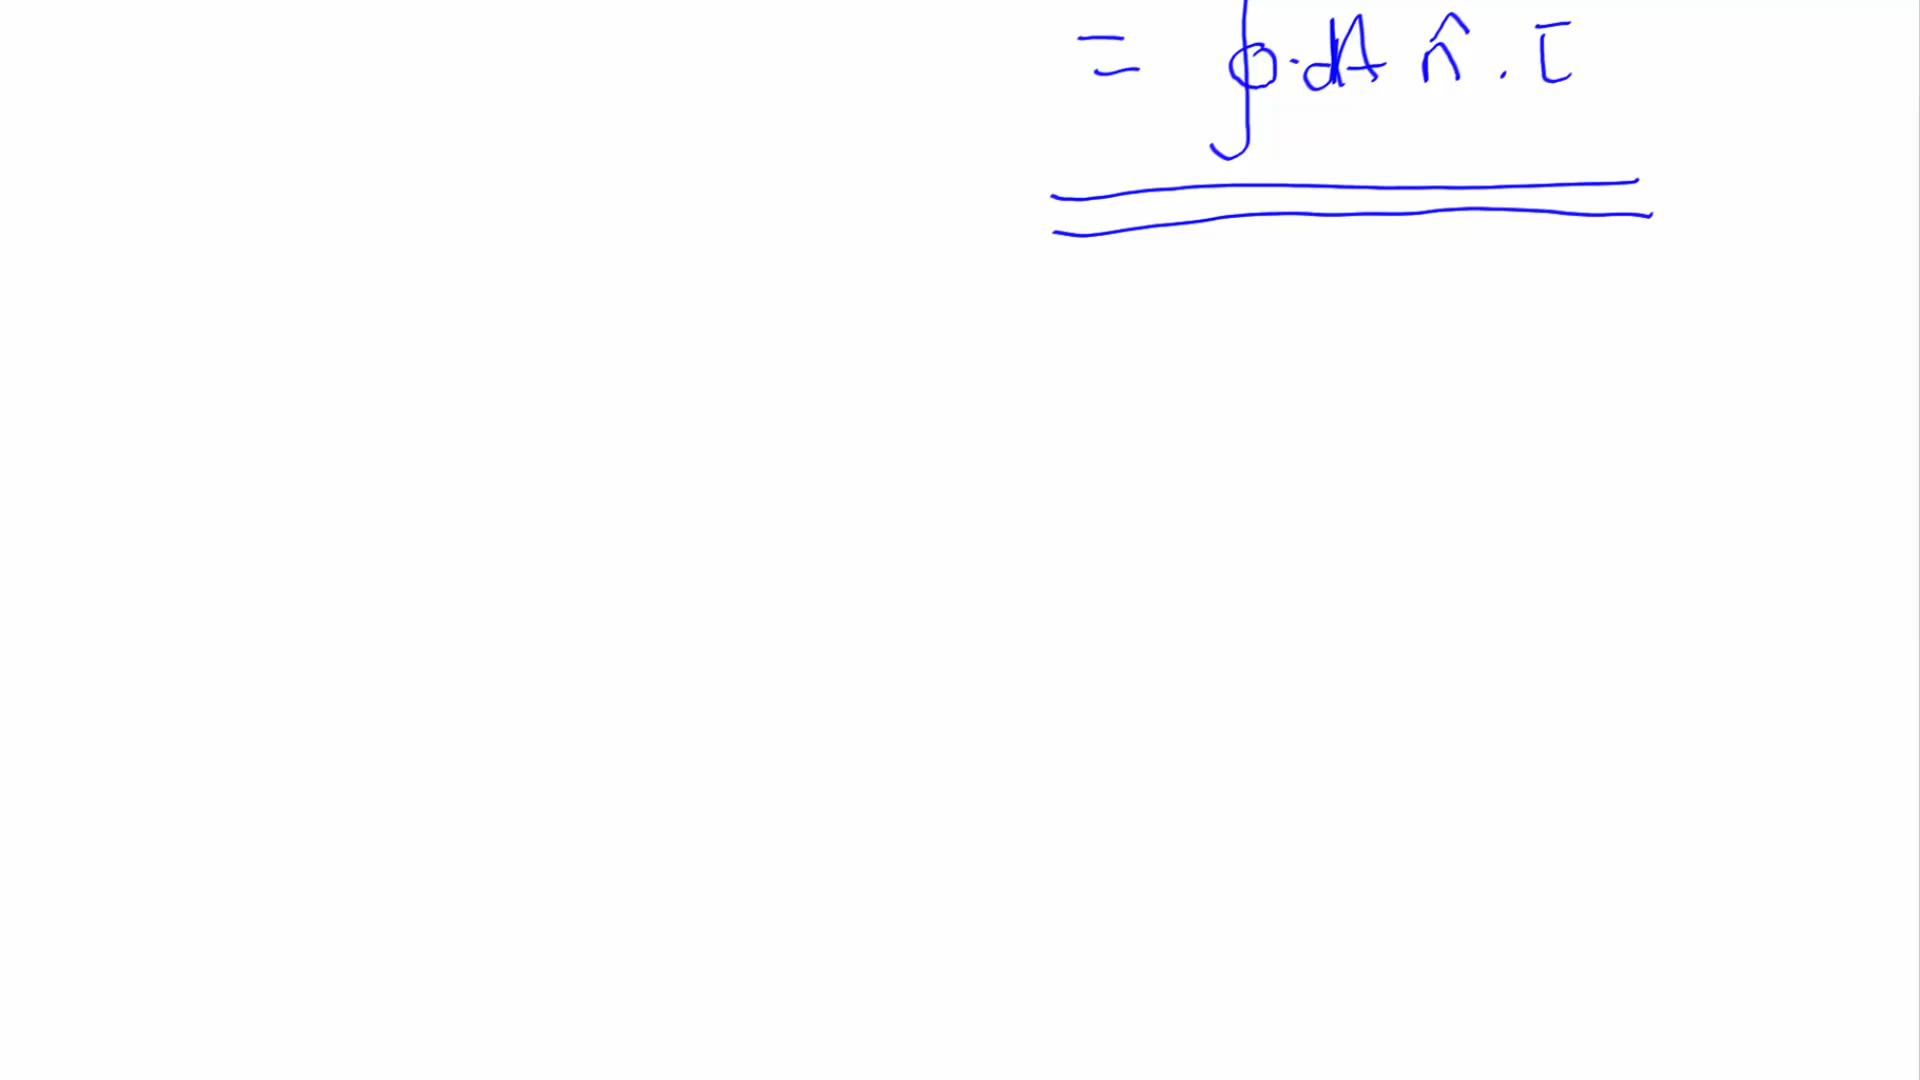 = ∮ · dA n̂ . τ